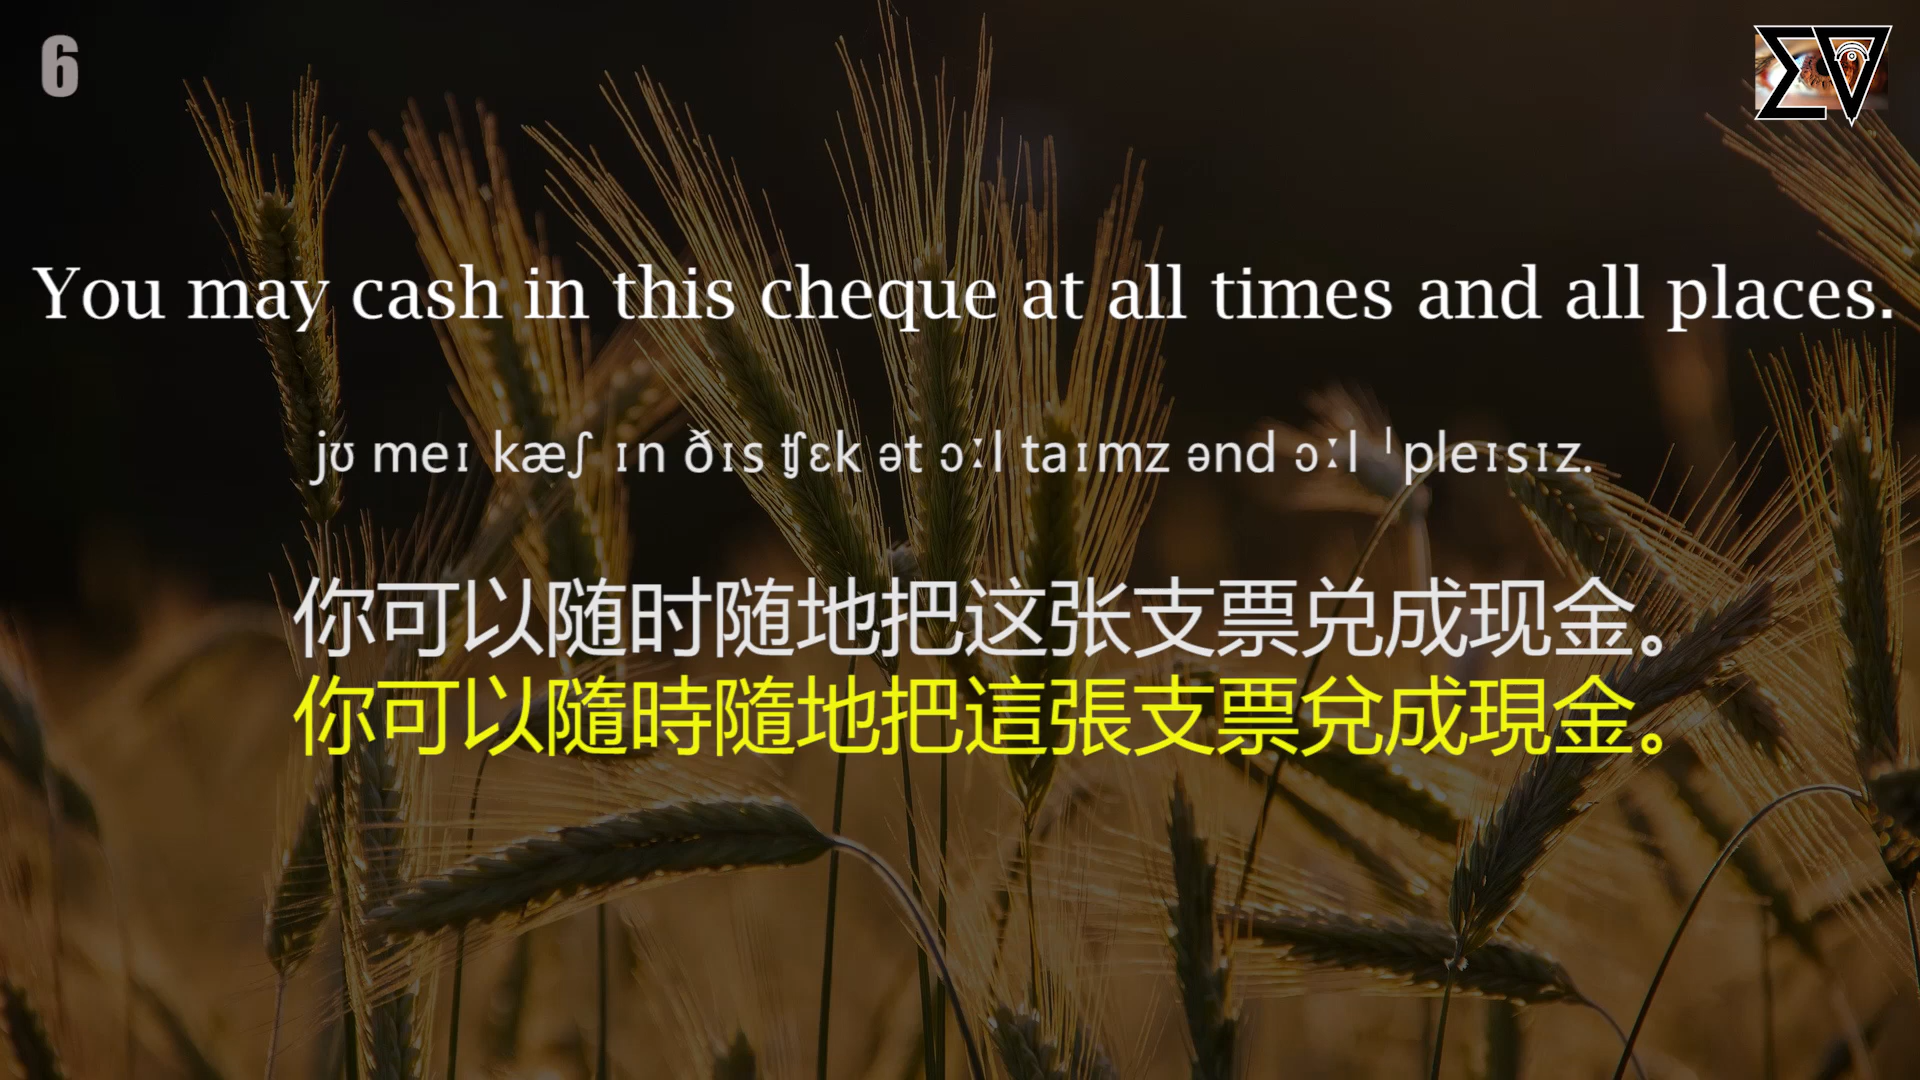 6
You may cash in this cheque at all times and all places.
jʊ meɪ kæʃ ɪn ðɪs ʧɛk ət ɔːl taɪmz ənd ɔːl ˈpleɪsɪz.
你可以随时随地把这张支票兑成现金。
你可以隨時隨地把這張支票兌成現金。